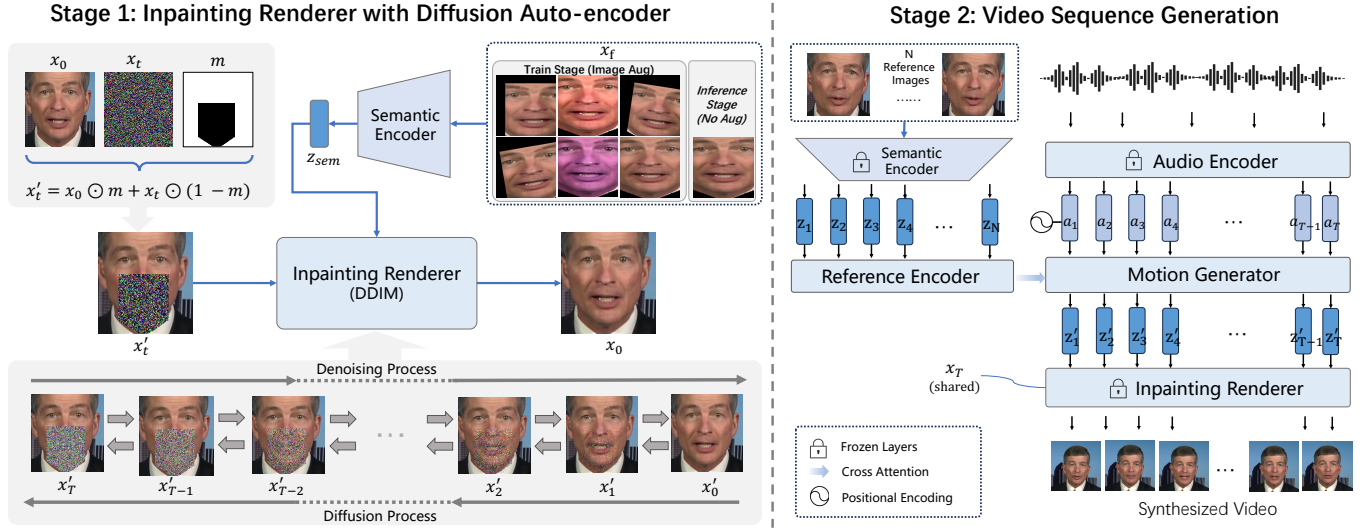 Stage 1: Inpainting Renderer with Diffusion Auto-encoder
x_0
x_t
m
x'_t = x_0 ⊙ m + x_t ⊙ (1 − m)
z_sem
Semantic
Encoder
x_f
Train Stage (Image Aug)
Inference
Stage
(No Aug)
x'_t
Inpainting Renderer
(DDIM)
x_0
Denoising Process
...
x'_T
x'_{T−1}
x'_{T−2}
x'_2
x'_1
x'_0
Diffusion Process
Stage 2: Video Sequence Generation
N
Reference
Images
......
Semantic
Encoder
z_1
z_2
z_3
z_4
...
z_N
Reference Encoder
Audio Encoder
a_1
a_2
a_3
a_4
...
a_{T−1}
a_T
Motion Generator
z'_1
z'_2
z'_3
z'_4
...
z'_{T−1}
z'_T
x_T
(shared)
Inpainting Renderer
...
Synthesized Video
Frozen Layers
Cross Attention
Positional Encoding